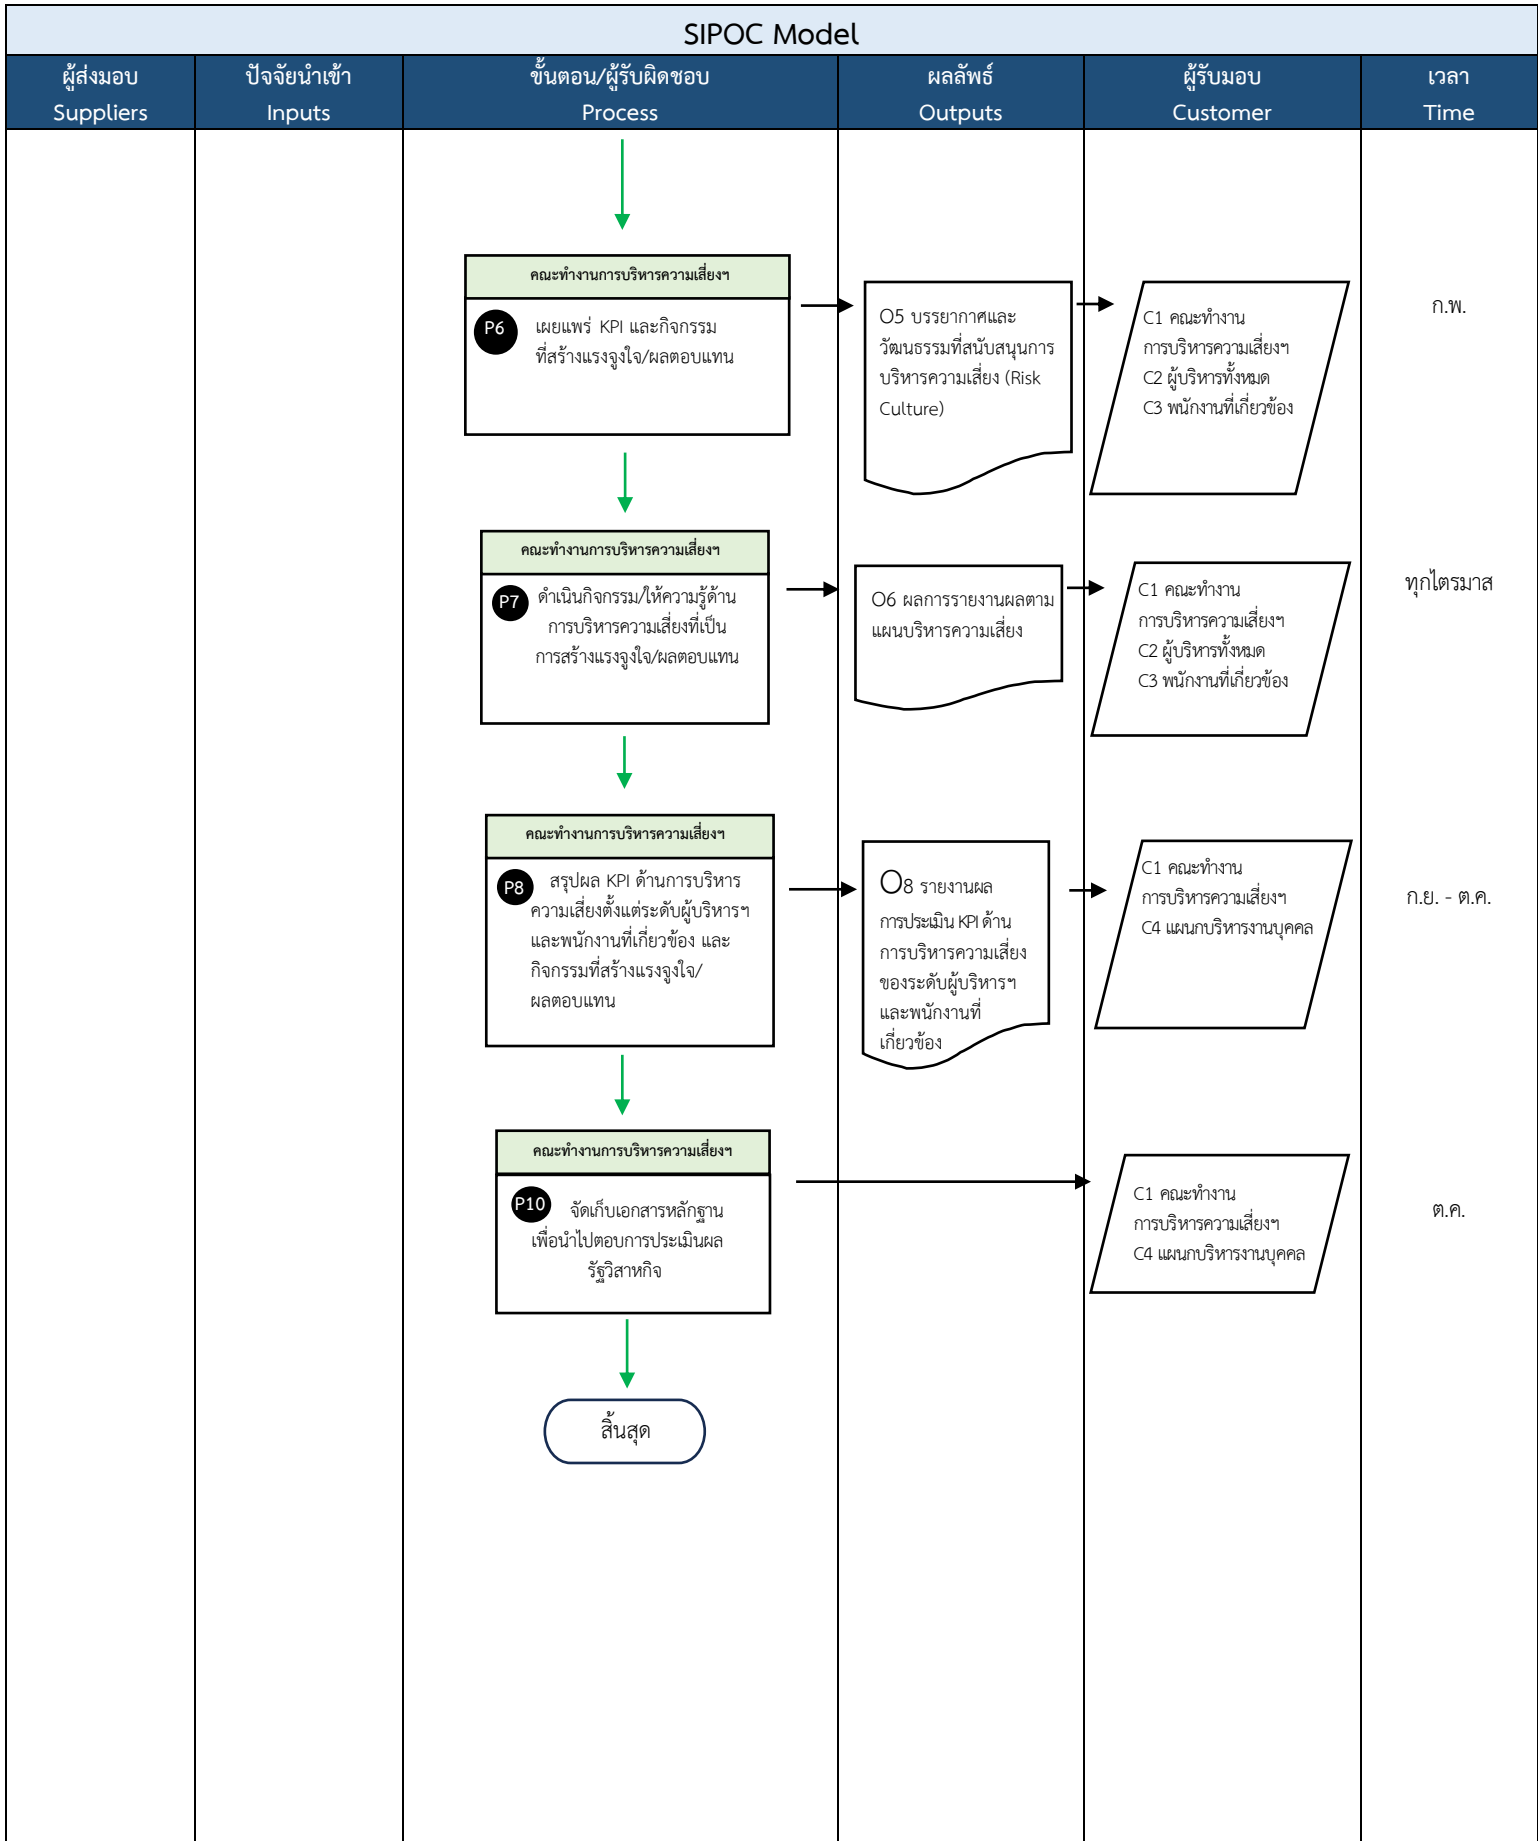 SIPOC Model
ผู้ส่งมอบ
Suppliers
ปัจจัยนำเข้า
Inputs
ขั้นตอน/ผู้รับผิดชอบ
Process
ผลลัพธ์
Outputs
ผู้รับมอบ
Customer
เวลา
Time
คณะทำงานการบริหารความเสี่ยงฯ
P6
เผยแพร่ KPI และกิจกรรม
ที่สร้างแรงจูงใจ/ผลตอบแทน
O5 บรรยากาศและ
วัฒนธรรมที่สนับสนุนการ
บริหารความเสี่ยง (Risk
Culture)
C1 คณะทำงาน
การบริหารความเสี่ยงฯ
C2 ผู้บริหารทั้งหมด
C3 พนักงานที่เกี่ยวข้อง
ก.พ.
คณะทำงานการบริหารความเสี่ยงฯ
P7
ดำเนินกิจกรรม/ให้ความรู้ด้าน
การบริหารความเสี่ยงที่เป็น
การสร้างแรงจูงใจ/ผลตอบแทน
O6 ผลการรายงานผลตาม
แผนบริหารความเสี่ยง
C1 คณะทำงาน
การบริหารความเสี่ยงฯ
C2 ผู้บริหารทั้งหมด
C3 พนักงานที่เกี่ยวข้อง
ทุกไตรมาส
คณะทำงานการบริหารความเสี่ยงฯ
P8
สรุปผล KPI ด้านการบริหาร
ความเสี่ยงตั้งแต่ระดับผู้บริหารฯ
และพนักงานที่เกี่ยวข้อง และ
กิจกรรมที่สร้างแรงจูงใจ/
ผลตอบแทน
O8 รายงานผล
การประเมิน KPI ด้าน
การบริหารความเสี่ยง
ของระดับผู้บริหารฯ
และพนักงานที่
เกี่ยวข้อง
C1 คณะทำงาน
การบริหารความเสี่ยงฯ
C4 แผนกบริหารงานบุคคล
ก.ย. - ต.ค.
คณะทำงานการบริหารความเสี่ยงฯ
P10
จัดเก็บเอกสารหลักฐาน
เพื่อนำไปตอบการประเมินผล
รัฐวิสาหกิจ
C1 คณะทำงาน
การบริหารความเสี่ยงฯ
C4 แผนกบริหารงานบุคคล
ต.ค.
สิ้นสุด